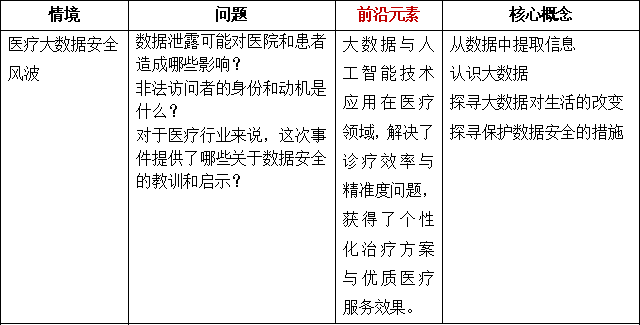 情境
问题
前沿元素
核心概念
医疗大数据安全
风波
数据泄露可能对医院和患者
造成哪些影响？
非法访问者的身份和动机是
什么？
对于医疗行业来说，这次事
件提供了哪些关于数据安全
的教训和启示？
大数据与人
工智能技术
应用在医疗
领域，解决了
诊疗效率与
精准度问题，
获得了个性
化治疗方案
与优质医疗
服务效果。
从数据中提取信息
认识大数据
探寻大数据对生活的改变
探寻保护数据安全的措施